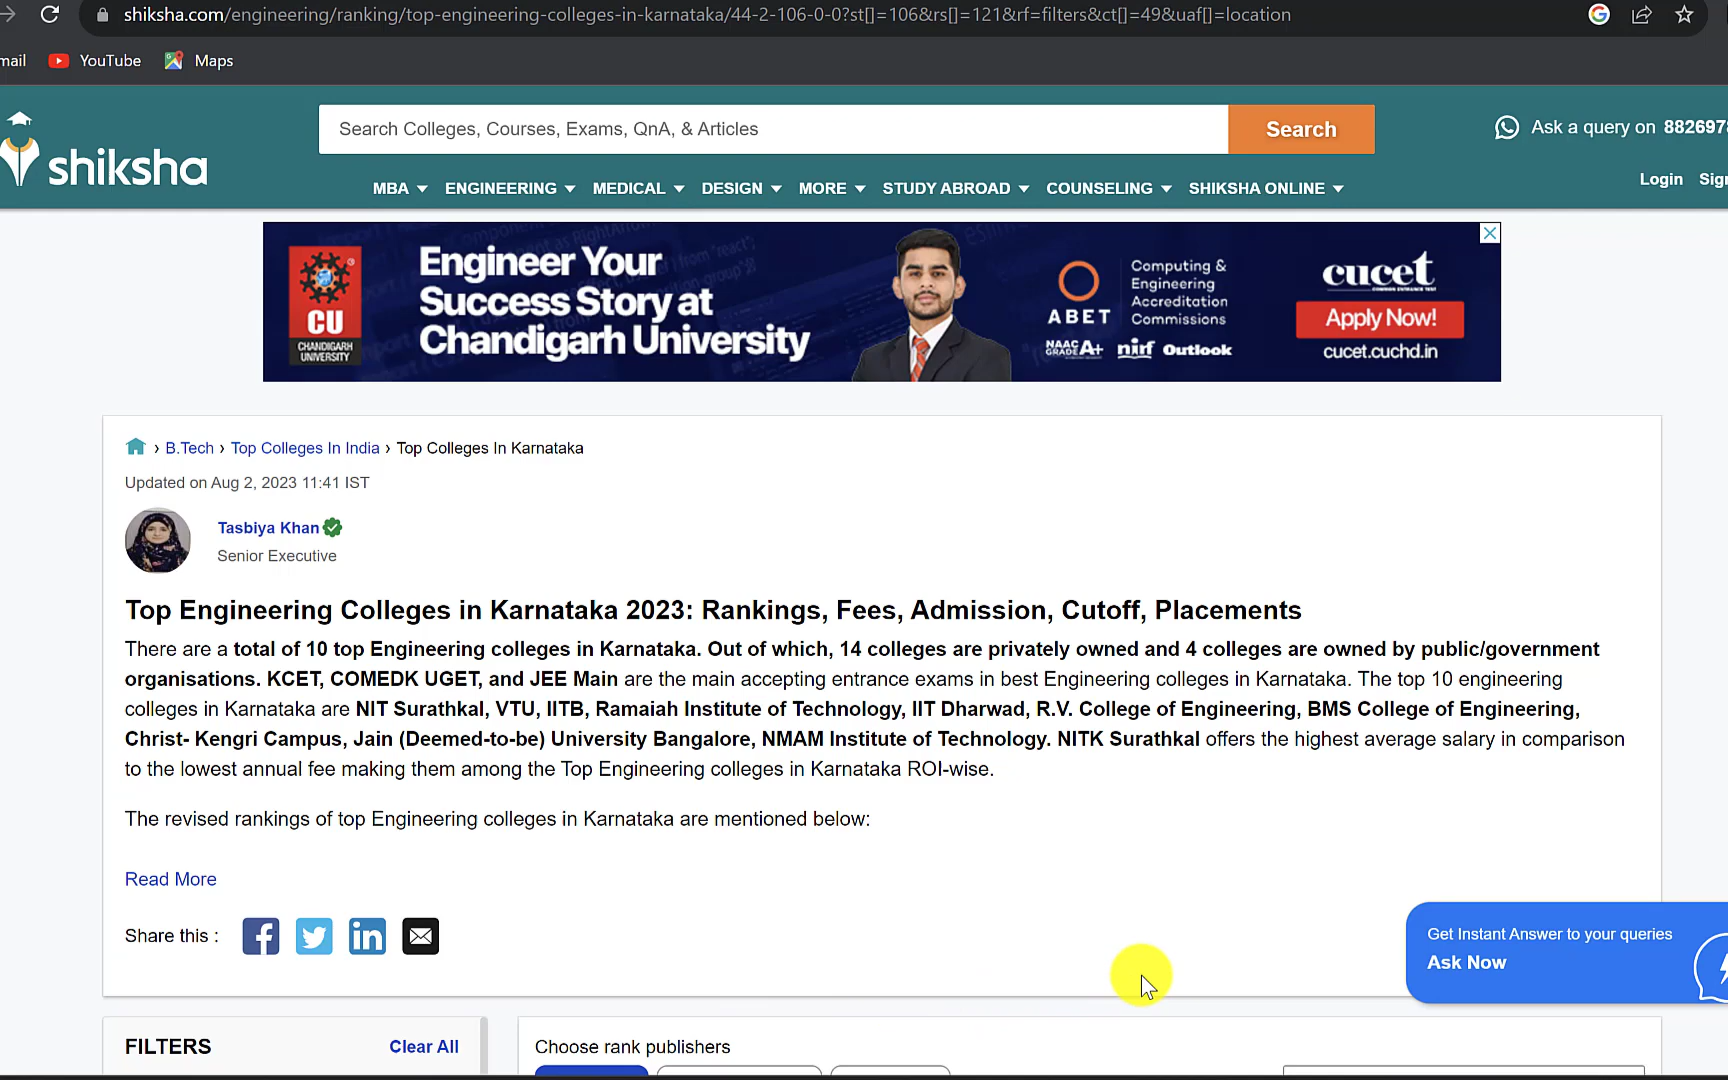 shiksha.com/engineering/ranking/top-engineering-colleges-in-karnataka/44-2-106-0-0?st[]=106&rs[]=121&rf=filters&ct[]=49&uaf[]=location
mail YouTube Maps
Search Colleges, Courses, Exams, QnA, & Articles Search
Ask a query on 882697
shiksha
Login Sign
MBA ENGINEERING MEDICAL DESIGN MORE STUDY ABROAD COUNSELING SHIKSHA ONLINE
CU
CHANDIGARH
UNIVERSITY
Engineer Your
Success Story at
Chandigarh University
ABET
Computing &
Engineering
Accreditation
Commissions
NAAC
GRADE A+ nirf Outlook
cucet
COMMON ENTRANCE TEST
Apply Now!
cucet.cuchd.in
› B.Tech › Top Colleges In India › Top Colleges In Karnataka
Updated on Aug 2, 2023 11:41 IST
Tasbiya Khan
Senior Executive
Top Engineering Colleges in Karnataka 2023: Rankings, Fees, Admission, Cutoff, Placements
There are a total of 10 top Engineering colleges in Karnataka. Out of which, 14 colleges are privately owned and 4 colleges are owned by public/government
organisations. KCET, COMEDK UGET, and JEE Main are the main accepting entrance exams in best Engineering colleges in Karnataka. The top 10 engineering
colleges in Karnataka are NIT Surathkal, VTU, IITB, Ramaiah Institute of Technology, IIT Dharwad, R.V. College of Engineering, BMS College of Engineering,
Christ- Kengri Campus, Jain (Deemed-to-be) University Bangalore, NMAM Institute of Technology. NITK Surathkal offers the highest average salary in comparison
to the lowest annual fee making them among the Top Engineering colleges in Karnataka ROI-wise.
The revised rankings of top Engineering colleges in Karnataka are mentioned below:
Read More
Share this :
Get Instant Answer to your queries
Ask Now
FILTERS Clear All
Choose rank publishers